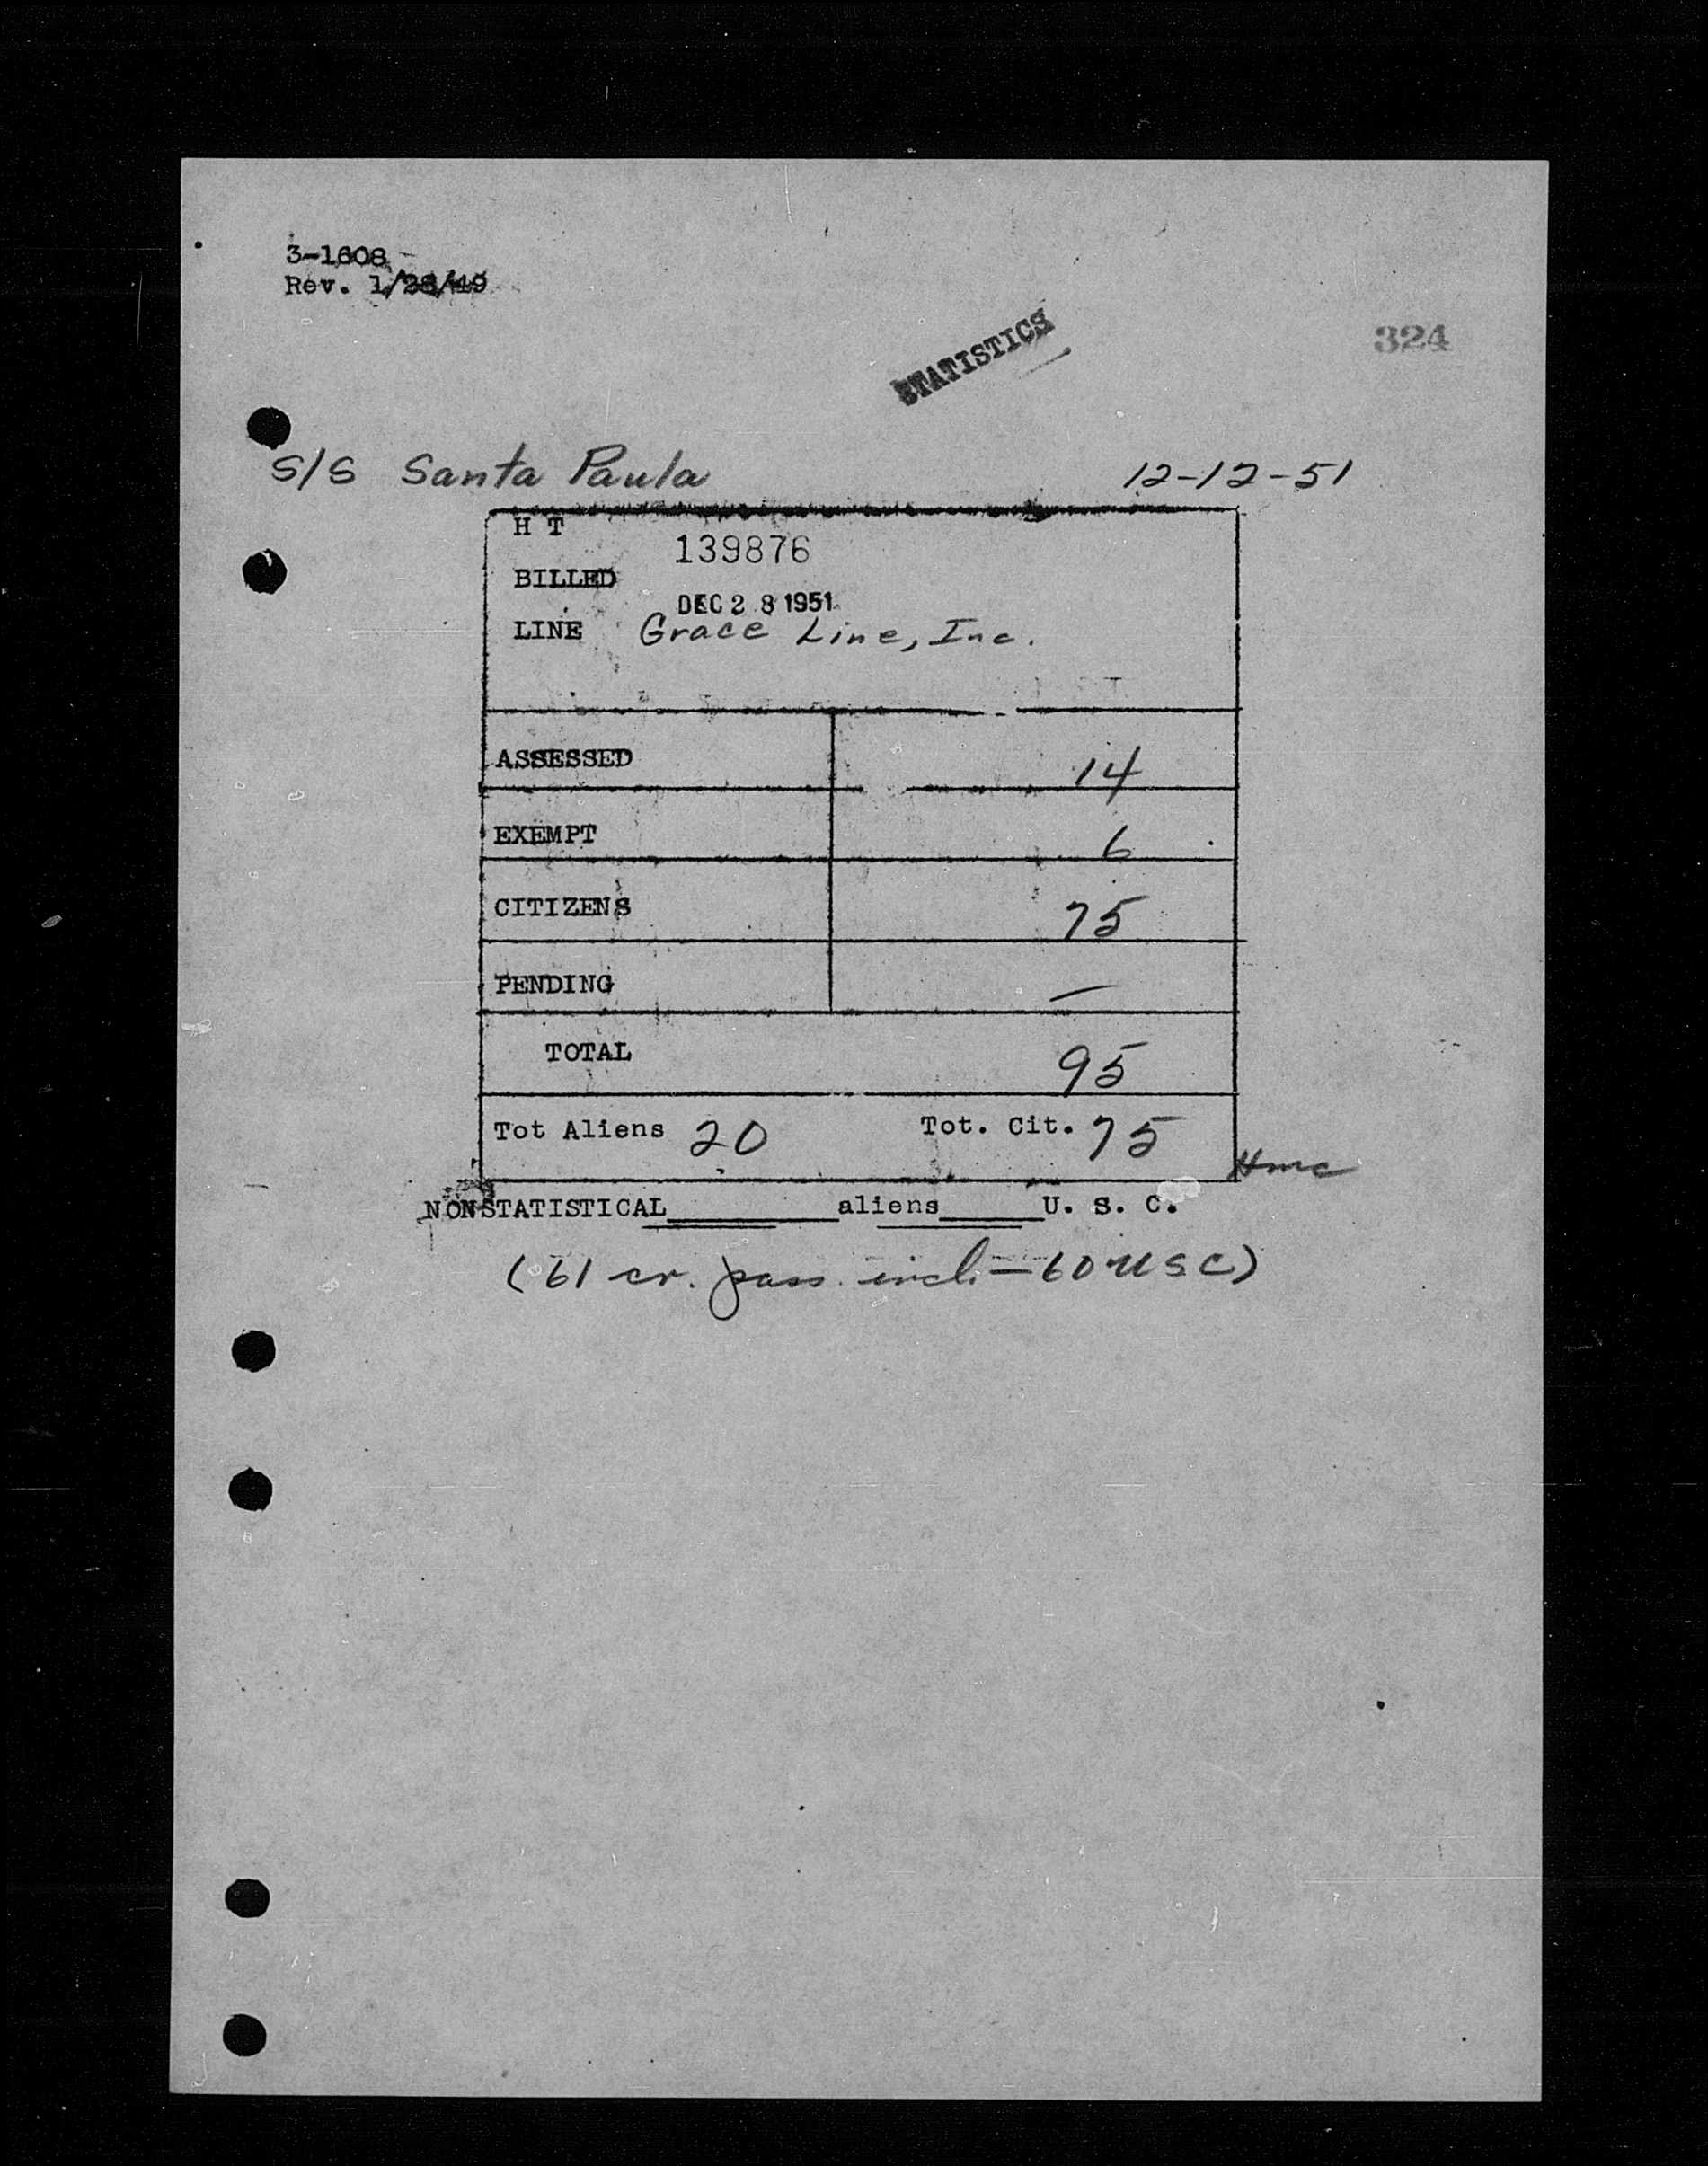 3-1608
Rev. 1/28/49
STATISTICS
324
S/S Santa Paula 12-12-51
H T
139876
BILLED
DEC 28 1951
LINE Grace Line, Inc.
ASSESSED 14
EXEMPT 6
CITIZENS 75
PENDING —
TOTAL 95
Tot Aliens 20 Tot. Cit. 75
Hmc
NONSTATISTICAL__________aliens______U. S. C.
(61 cr. pass. incl. — 60 USC)